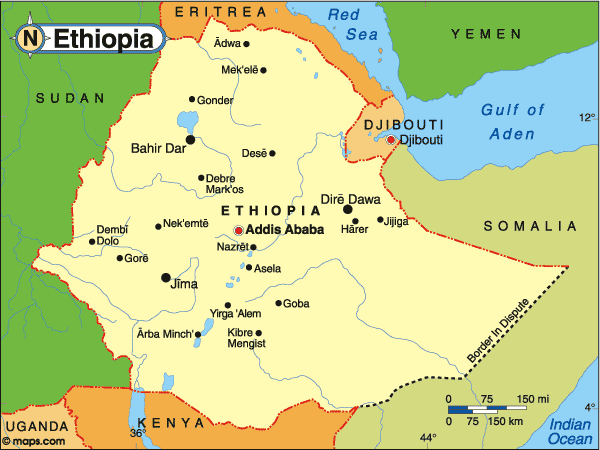 N Ethiopia
ERITREA
Red
Sea
YEMEN
SUDAN
Ādwa
Mek'elē
Gonder
Gulf of
Aden
12°
DJIBOUTI
Djibouti
Bahir Dar
Desē
Debre
Mark'os
ETHIOPIA
Addis Ababa
Dirē Dawa
Hārer
Jijiga
SOMALIA
Nek'emtē
Dembī
Dolo
Gorē
Nazrēt
Asela
Jīma
Goba
Yirga 'Alem
Ārba Minch'
Kibre
Mengist
Border In Dispute
0 75 150 mi
0 75 150 km
Indian
Ocean
4°
UGANDA
KENYA
36°
44°
© maps.com